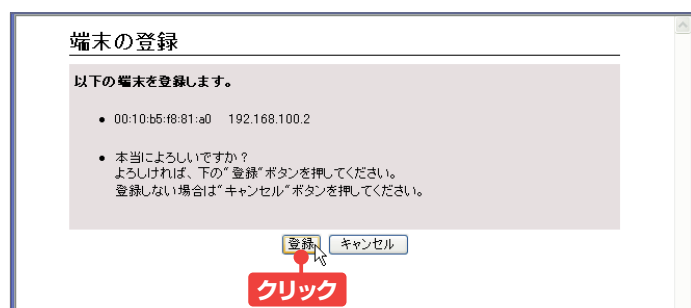 端末の登録
以下の端末を登録します。
• 00:10:b5:f8:81:a0 192.168.100.2
• 本当によろしいですか？
よろしければ、下の"登録"ボタンを押してください。
登録しない場合は"キャンセル"ボタンを押してください。
登録 キャンセル
クリック